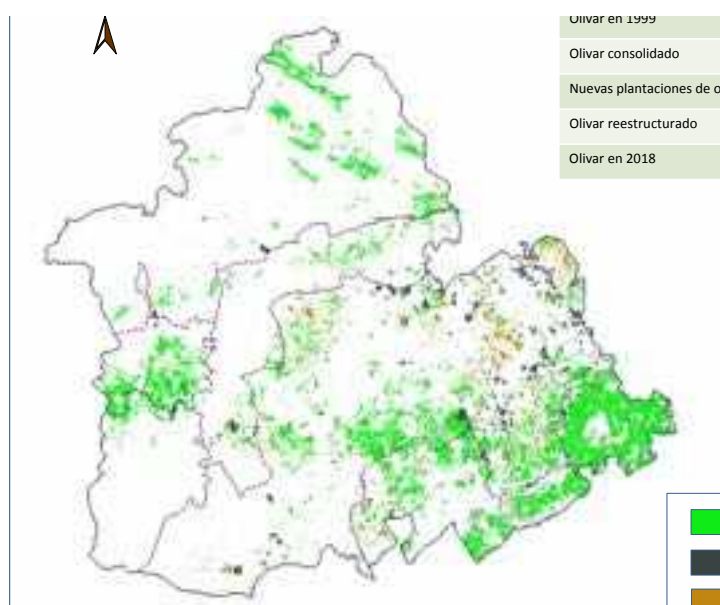 Olivar en 1999
Olivar consolidado
Nuevas plantaciones de o
Olivar reestructurado
Olivar en 2018